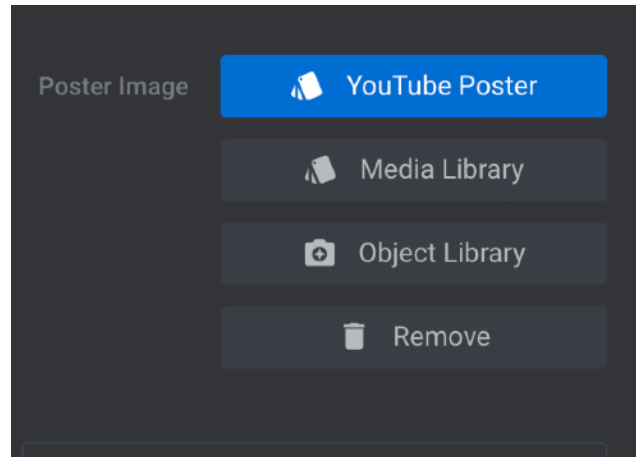 Poster Image
YouTube Poster
Media Library
Object Library
Remove